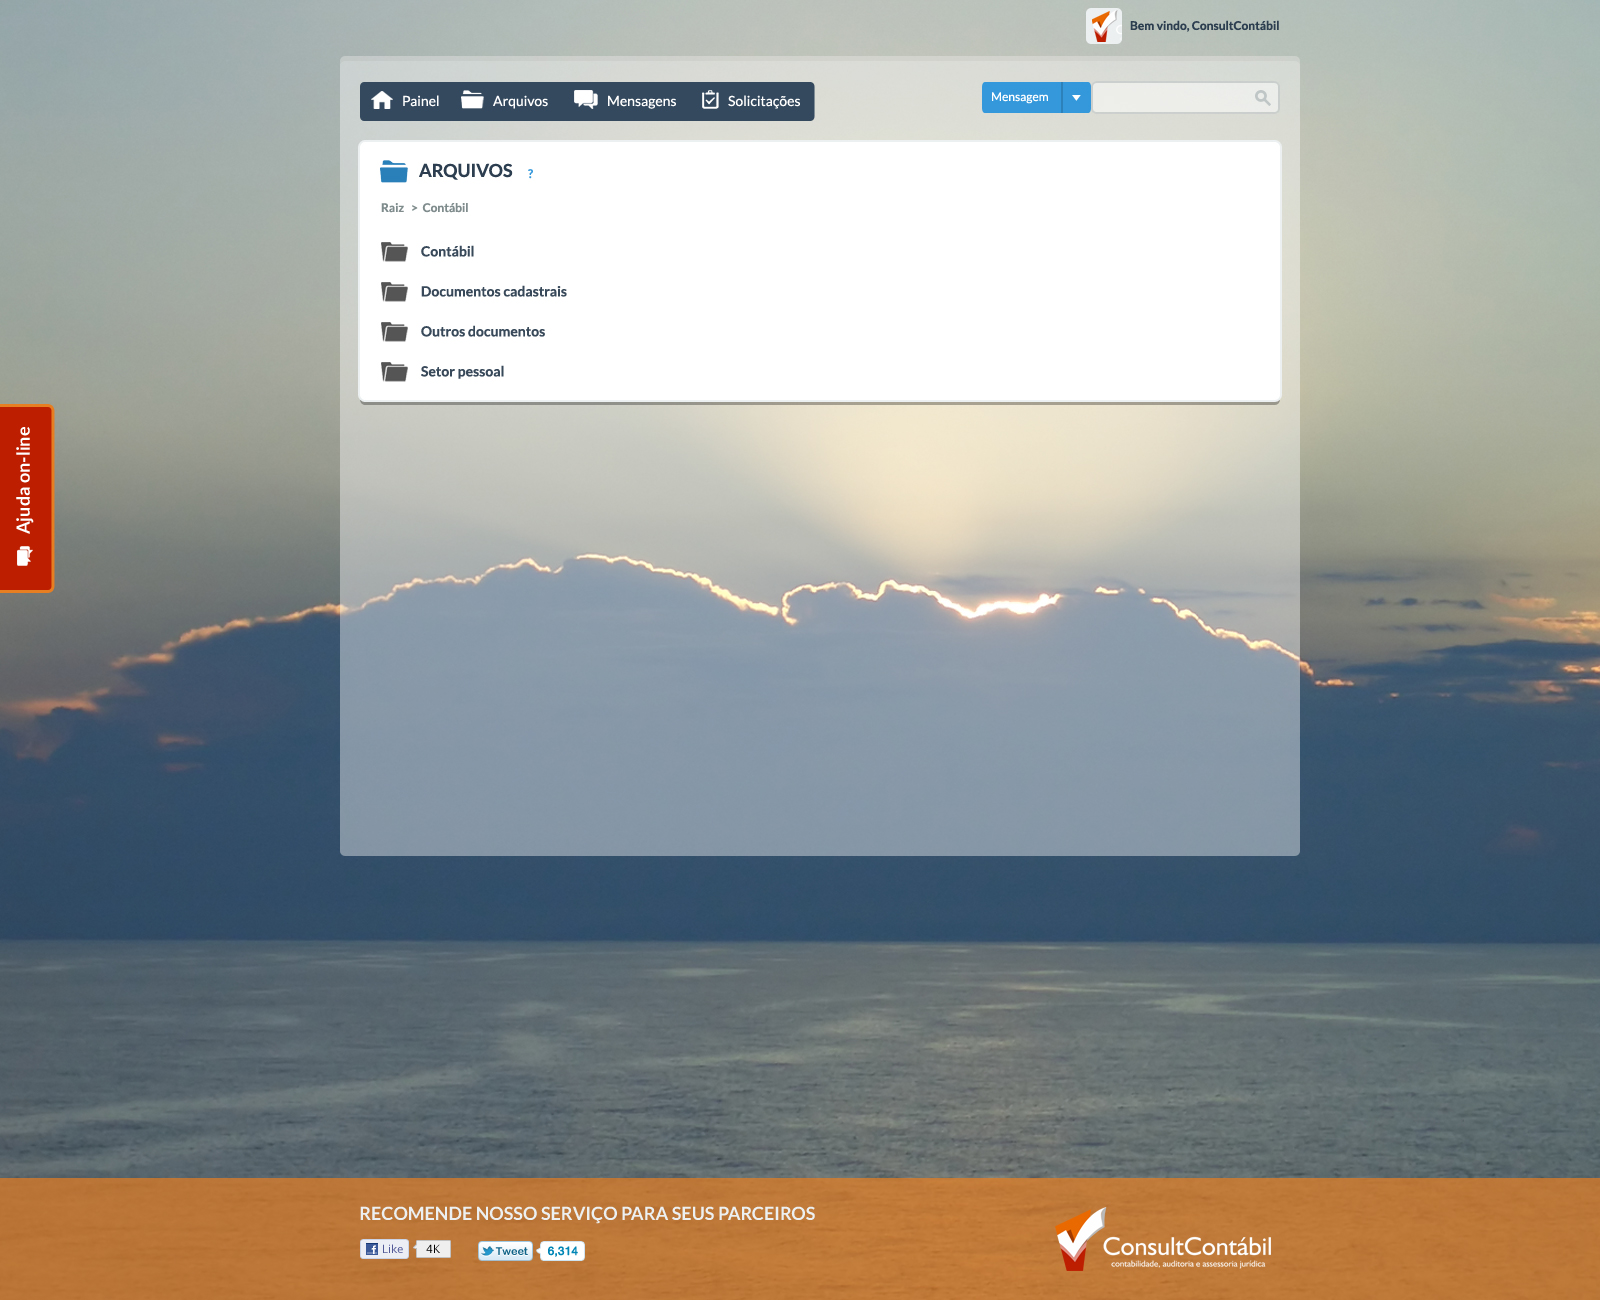 Bem vindo, ConsultContábil
Painel Arquivos Mensagens Solicitações Mensagem
ARQUIVOS ?
Raiz > Contábil
Contábil
Documentos cadastrais
Outros documentos
Setor pessoal
Ajuda on-line
RECOMENDE NOSSO SERVIÇO PARA SEUS PARCEIROS
Like 4K Tweet 6,314
ConsultContábil
contabilidade, auditoria e assessoria jurídica